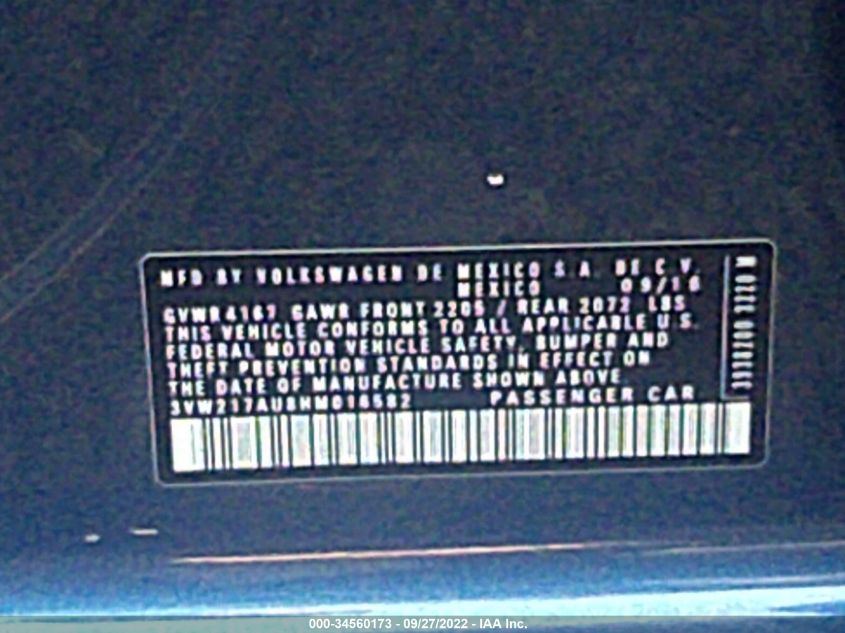 MFD BY VOLKSWAGEN DE MEXICO S.A. DE C.V.
MEXICO 09/16
GVWR 4167 GAWR FRONT 2205 / REAR 2072 LBS
THIS VEHICLE CONFORMS TO ALL APPLICABLE U S.
FEDERAL MOTOR VEHICLE SAFETY, BUMPER AND
THEFT PREVENTION STANDARDS IN EFFECT ON
THE DATE OF MANUFACTURE SHOWN ABOVE
PASSENGER CAR
000-34560173 - 09/27/2022 - IAA Inc.